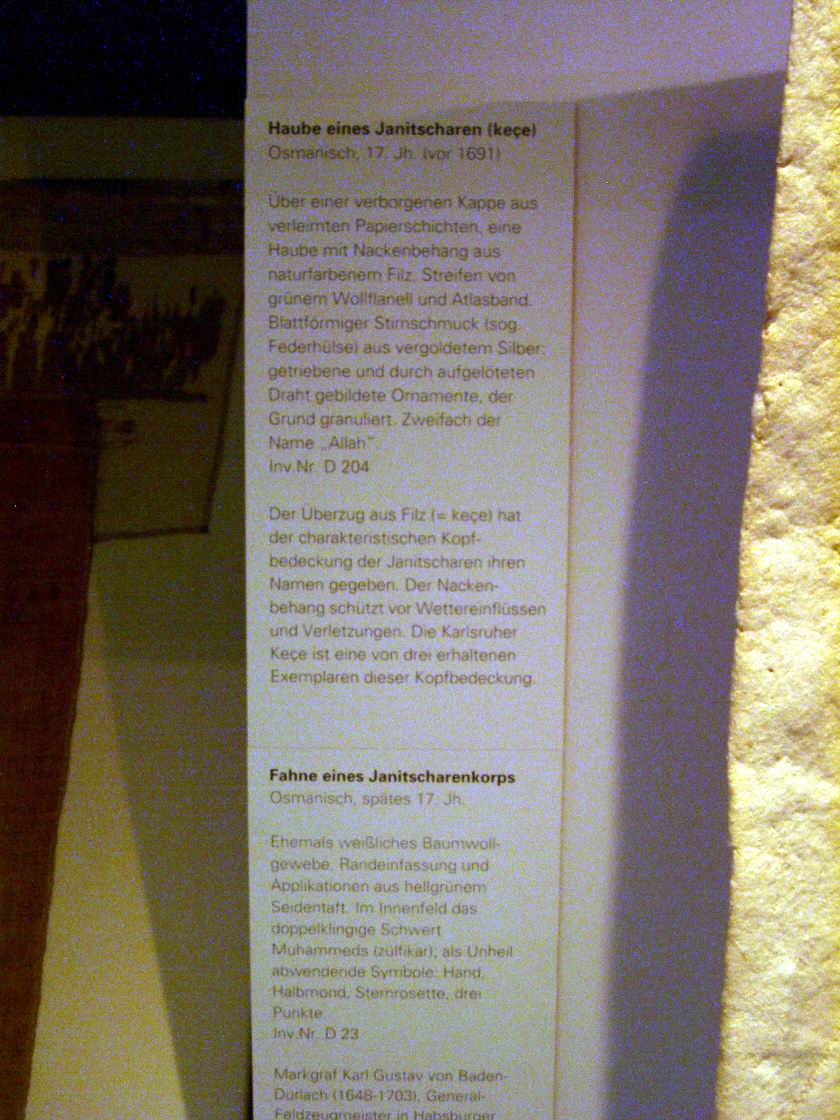 Haube eines Janitscharen (keçe)
Osmanisch, 17. Jh. (vor 1691)
Über einer verborgenen Kappe aus
verleimten Papierschichten, eine
Haube mit Nackenbehang aus
naturfarbenem Filz. Streifen von
grünem Wollflanell und Atlasband.
Blattförmiger Stirnschmuck (sog.
Federhülse) aus vergoldetem Silber:
getriebene und durch aufgelöteten
Draht gebildete Ornamente, der
Grund granuliert. Zweifach der
Name „Allah“.
Inv.Nr. D 204
Der Überzug aus Filz (= keçe) hat
der charakteristischen Kopf-
bedeckung der Janitscharen ihren
Namen gegeben. Der Nacken-
behang schützt vor Wettereinflüssen
und Verletzungen. Die Karlsruher
Keçe ist eine von drei erhaltenen
Exemplaren dieser Kopfbedeckung.
Fahne eines Janitscharenkorps
Osmanisch, spätes 17. Jh.
Ehemals weißliches Baumwoll-
gewebe, Randeinfassung und
Applikationen aus hellgrünem
Seidentaft. Im Innenfeld das
doppelklingige Schwert
Muhammeds (zülfikar), als Unheil
abwendende Symbole: Hand,
Halbmond, Sternrosette, drei
Punkte.
Inv.Nr. D 23
Markgraf Karl Gustav von Baden-
Durlach (1648-1703), General-
Feldzeugmeister in Habsburger